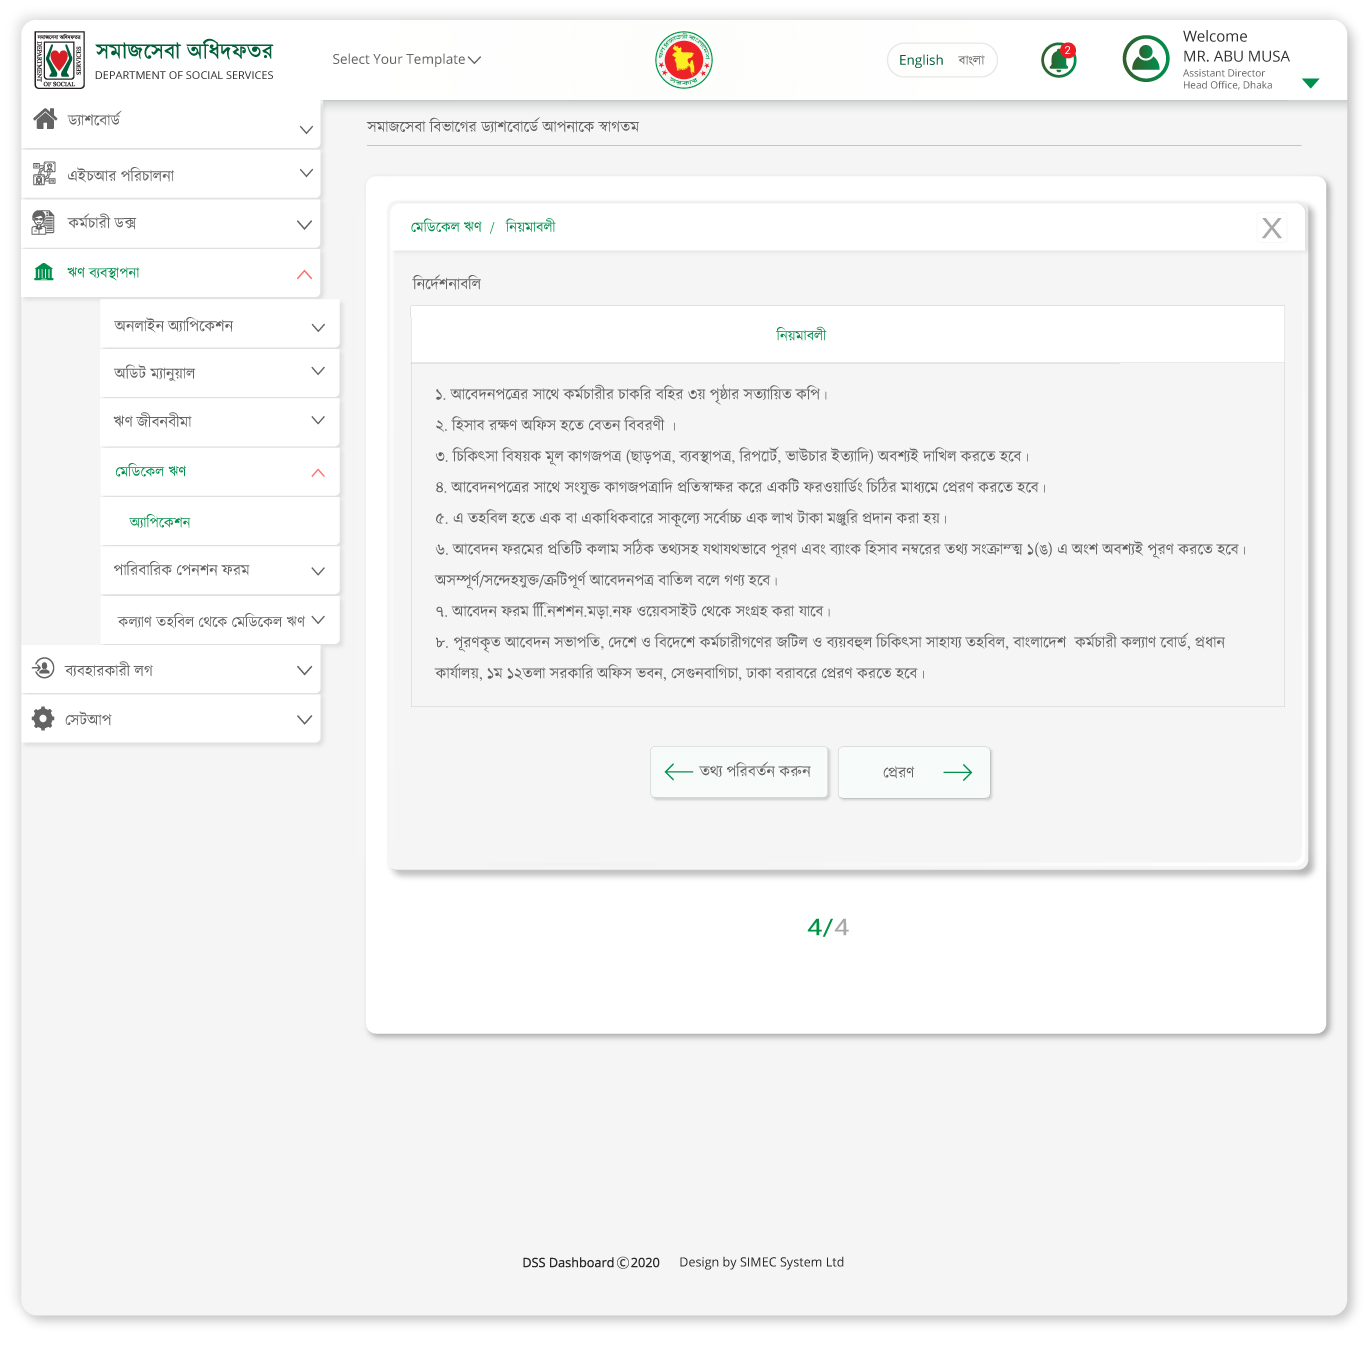 সমাজসেবা অধিদফতর
DEPARTMENT OF SOCIAL SERVICES
Select Your Template
English বাংলা
2
Welcome
MR. ABU MUSA
Assistant Director
Head Office, Dhaka
ড্যাশবোর্ড
এইচআর পরিচালনা
কর্মচারী ডক্স
ঋণ ব্যবস্থাপনা
অনলাইন অ্যাপিকেশন
অডিট ম্যানুয়াল
ঋণ জীবনবীমা
মেডিকেল ঋণ
অ্যাপিকেশন
পারিবারিক পেনশন ফরম
কল্যাণ তহবিল থেকে মেডিকেল ঋণ
ব্যবহারকারী লগ
সেটআপ
সমাজসেবা বিভাগের ড্যাশবোর্ডে আপনাকে স্বাগতম
মেডিকেল ঋণ / নিয়মাবলী
X
নির্দেশনাবলি
নিয়মাবলী
১. আবেদনপত্রের সাথে কর্মচারীর চাকরি বহির ৩য় পৃষ্ঠার সত্যায়িত কপি।
২. হিসাব রক্ষণ অফিস হতে বেতন বিবরণী ।
৩. চিকিৎসা বিষয়ক মূল কাগজপত্র (ছাড়পত্র, ব্যবস্থাপত্র, রিপার্টে, ভাউচার ইত্যাদি) অবশ্যই দাখিল করতে হবে।
৪. আবেদনপত্রের সাথে সংযুক্ত কাগজপত্রাদি প্রতিস্বাক্ষর করে একটি ফরওয়ার্ডিং চিঠির মাধ্যমে প্রেরণ করতে হবে।
৫. এ তহবিল হতে এক বা একাধিকবারে সাকূল্যে সর্বোচ্চ এক লাখ টাকা মঞ্জুরি প্রদান করা হয়।
৬. আবেদন ফরমের প্রতিটি কলাম সঠিক তথ্যসহ যথাযথভাবে পূরণ এবং ব্যাংক হিসাব নম্বরের তথ্য সংক্রান্ত্ম ১(ঙ) এ অংশ অবশ্যই পূরণ করতে হবে।
অসম্পূর্ণ/সন্দেহযুক্ত/ত্রুটিপূর্ণ আবেদনপত্র বাতিল বলে গণ্য হবে।
৭. আবেদন ফরম .মড়া.নফ ওয়েবসাইট থেকে সংগ্রহ করা যাবে।
৮. পূরণকৃত আবেদন সভাপতি, দেশে ও বিদেশে কর্মচারীগণের জটিল ও ব্যয়বহুল চিকিৎসা সাহায্য তহবিল, বাংলাদেশ কর্মচারী কল্যাণ বোর্ড, প্রধান
কার্যালয়, ১ম ১২তলা সরকারি অফিস ভবন, সেগুনবাগিচা, ঢাকা বরাবরে প্রেরণ করতে হবে।
তথ্য পরিবর্তন করুন
প্রেরণ
4/4
DSS Dashboard ©2020 Design by SIMEC System Ltd